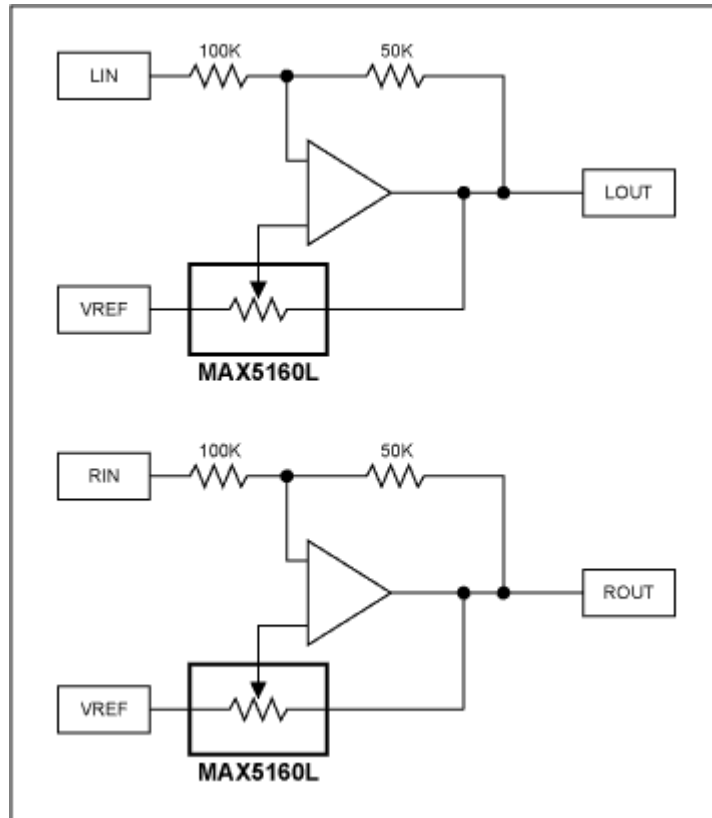 100K 50K
LIN
LOUT
VREF
MAX5160L
100K 50K
RIN
ROUT
VREF
MAX5160L